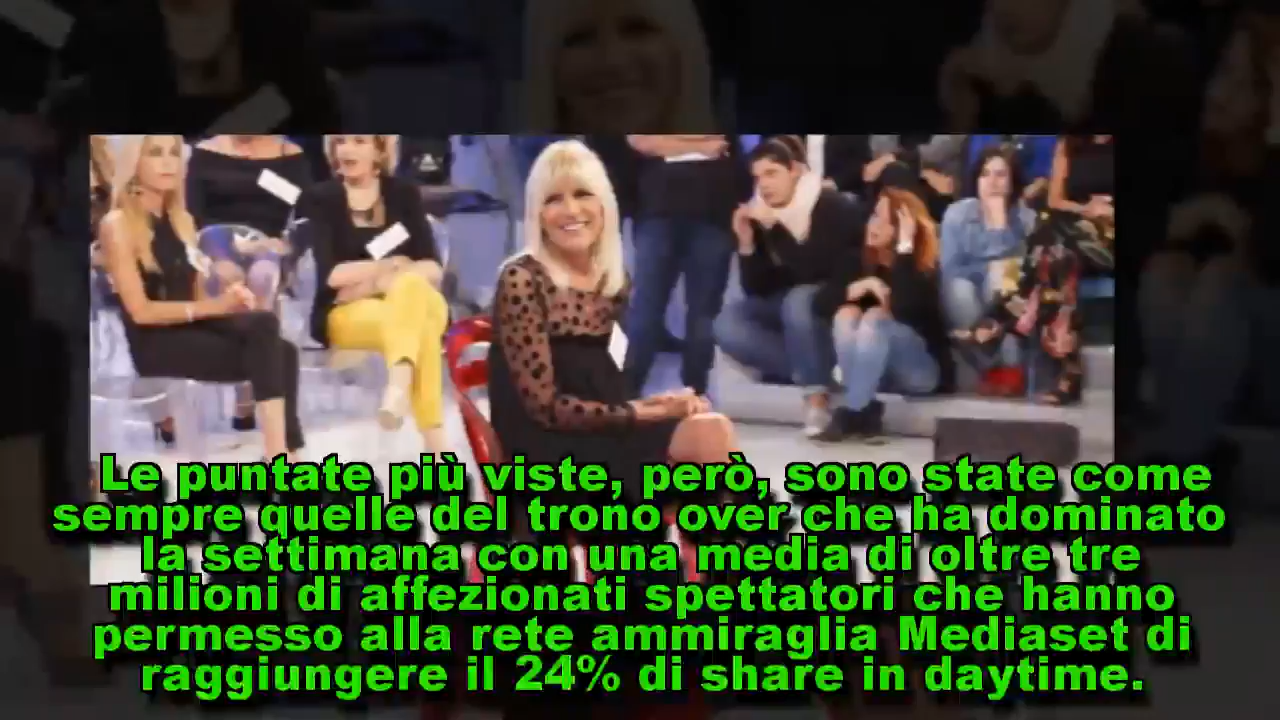 Le puntate più viste, però, sono state come
sempre quelle del trono over che ha dominato
la settimana con una media di oltre tre
milioni di affezionati spettatori che hanno
permesso alla rete ammiraglia Mediaset di
raggiungere il 24% di share in daytime.